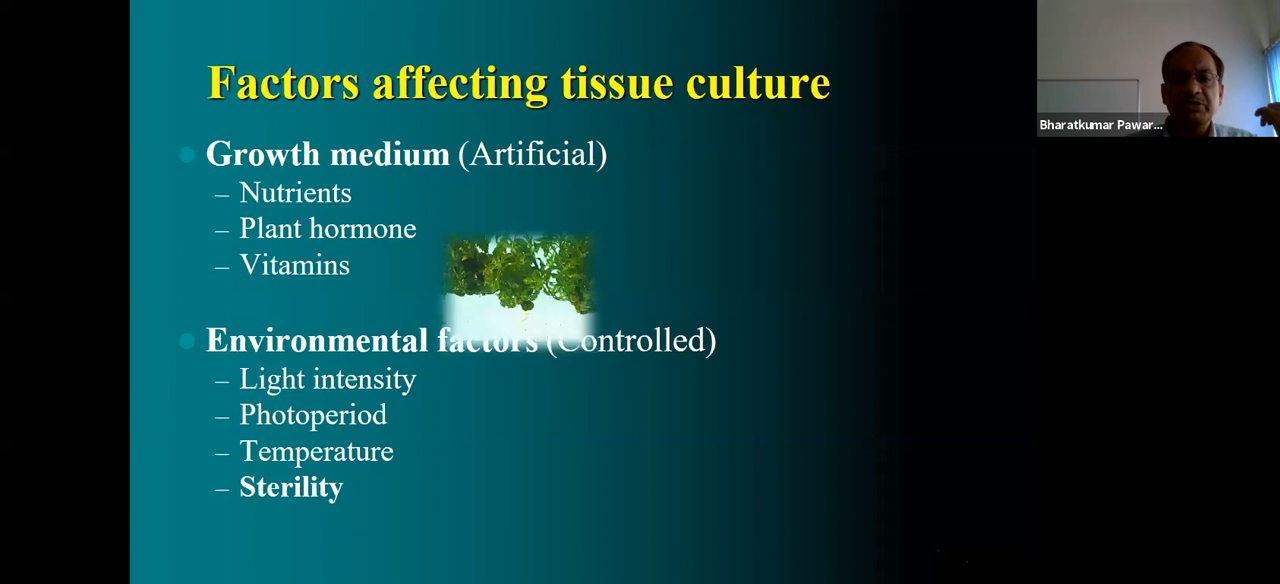 Factors affecting tissue culture
Growth medium (Artificial)
– Nutrients
– Plant hormone
– Vitamins
Environmental factors (Controlled)
– Light intensity
– Photoperiod
– Temperature
– Sterility
Bharatkumar Pawar...